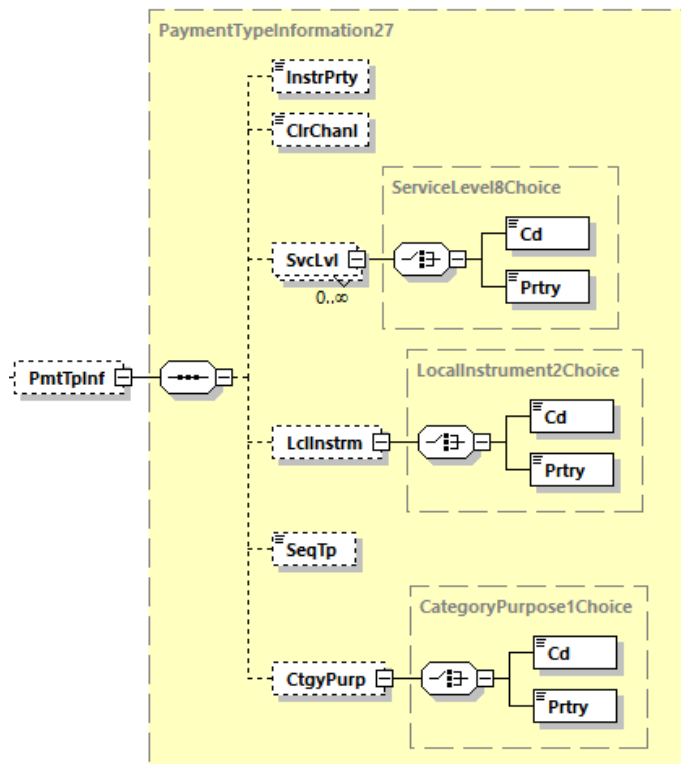 PaymentTypeInformation27
InstrPrty
ClrChanl
ServiceLevel8Choice
Cd
SvcLvl
0..∞
Prtry
LocalInstrument2Choice
PmtTpInf
Cd
LclInstrm
Prtry
SeqTp
CategoryPurpose1Choice
Cd
CtgyPurp
Prtry